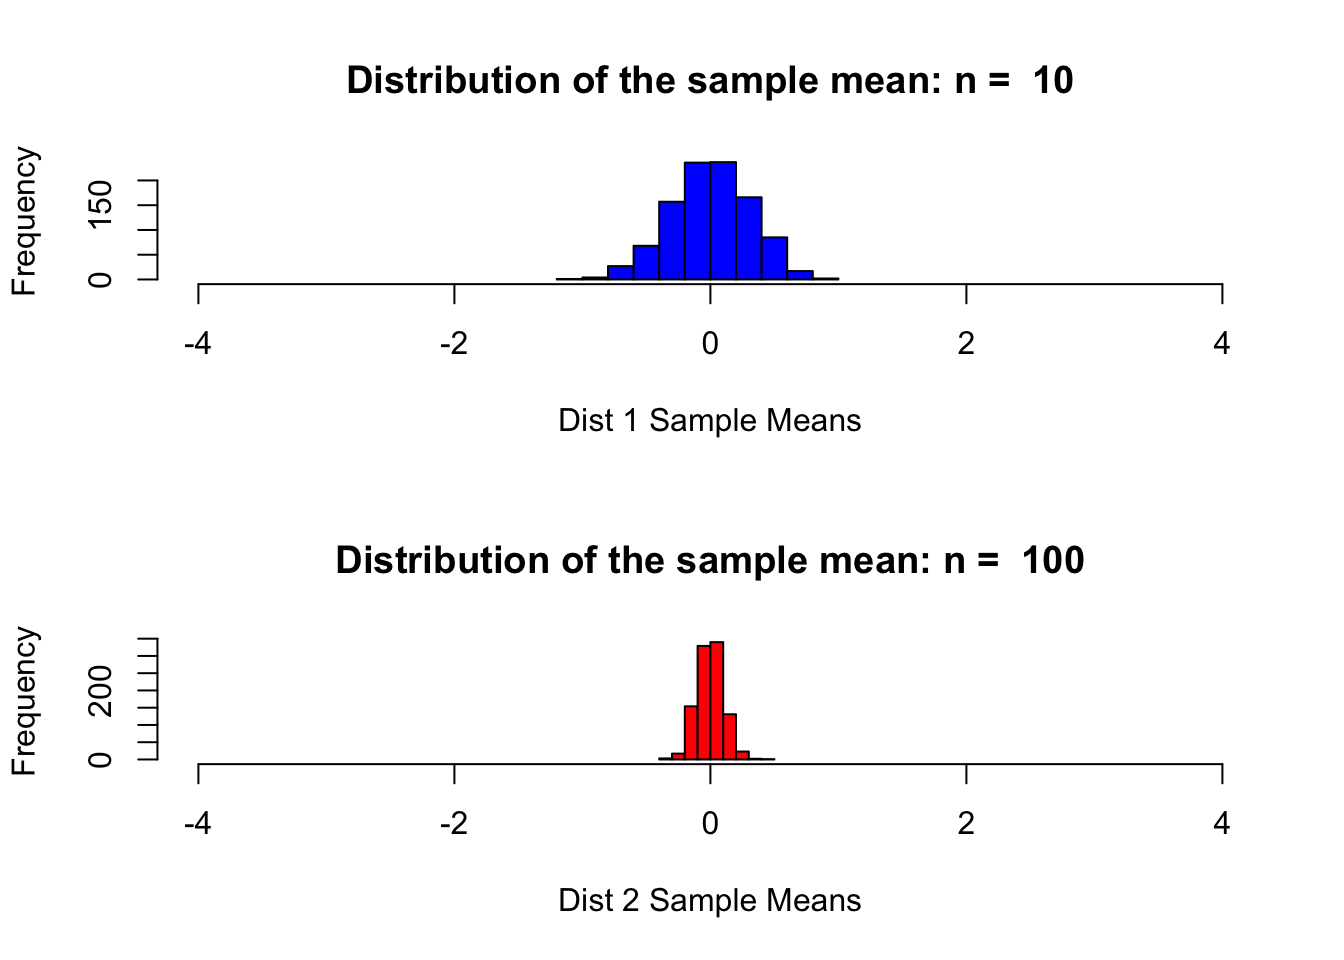 Distribution of the sample mean: n =  10
Frequency
150
0
-4 -2 0 2 4
Dist 1 Sample Means
Distribution of the sample mean: n =  100
Frequency
200
0
-4 -2 0 2 4
Dist 2 Sample Means